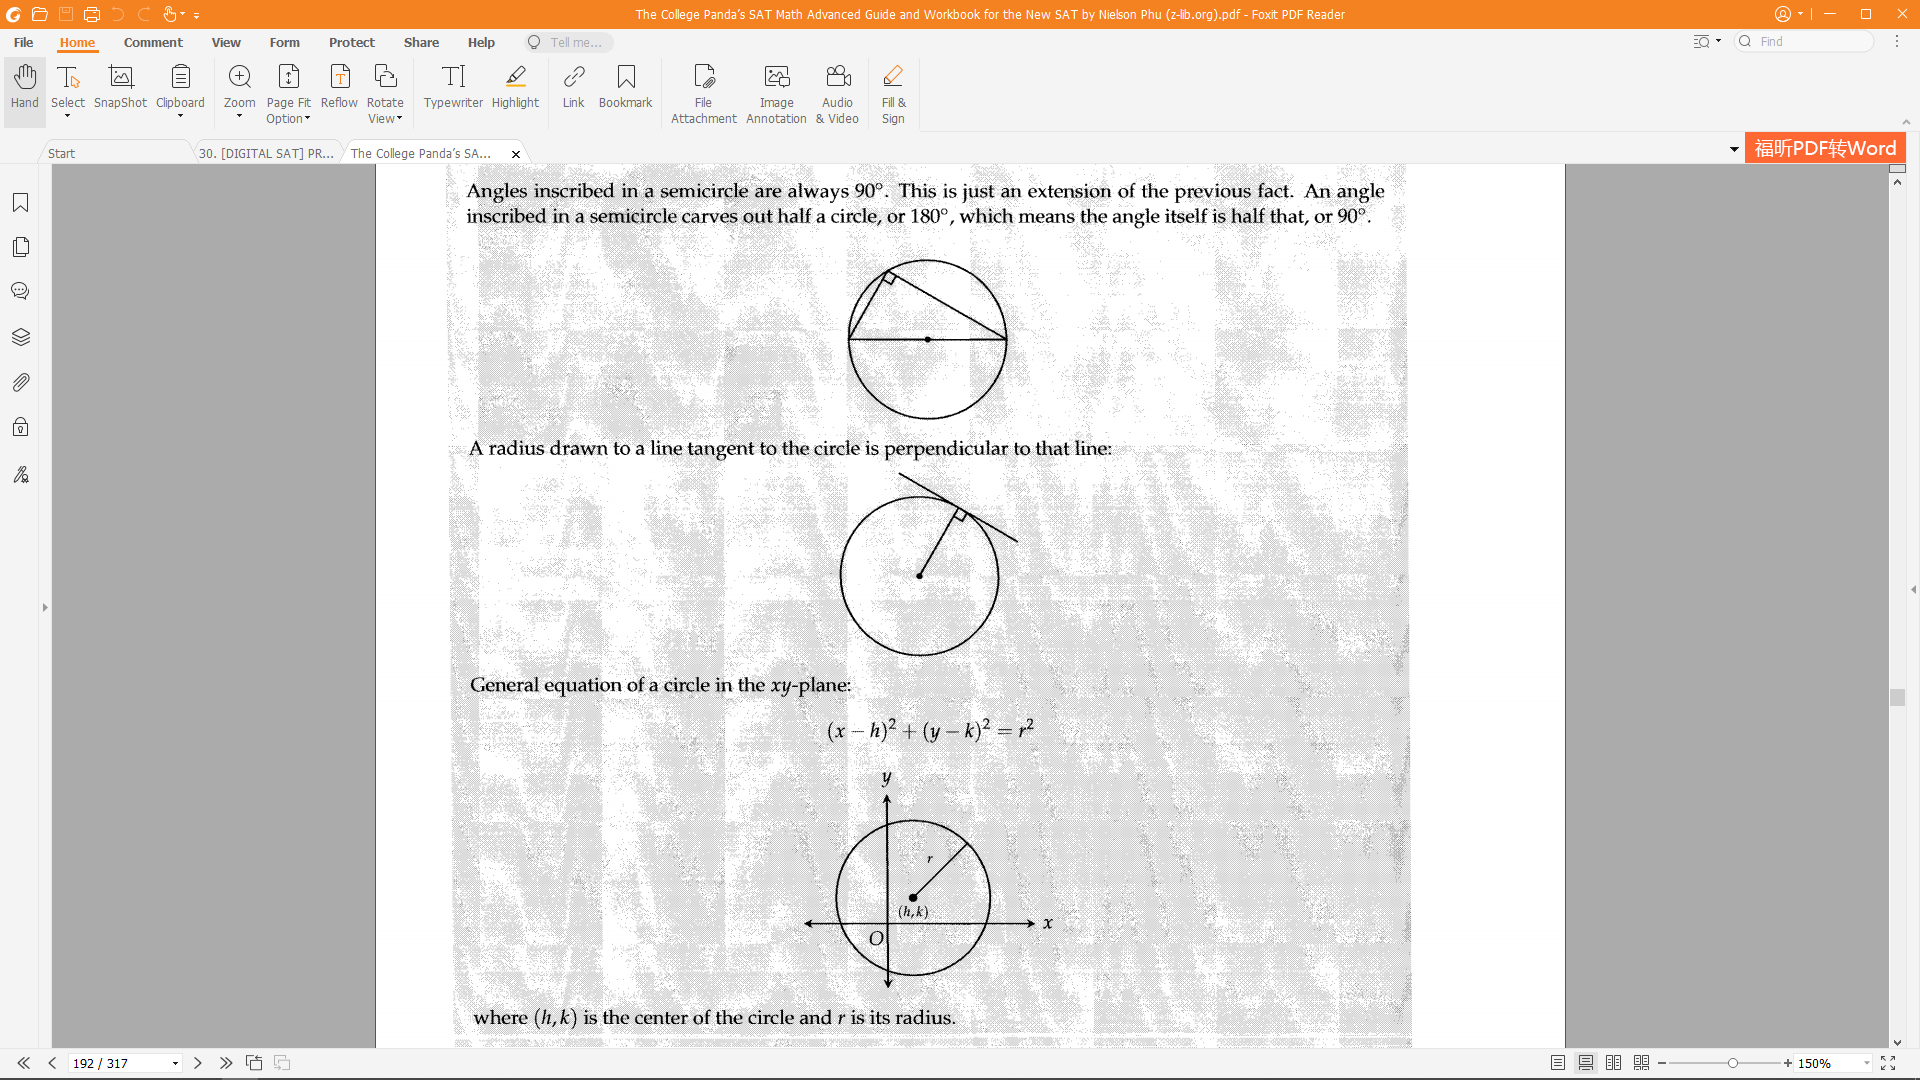 The College Panda's SAT Math Advanced Guide and Workbook for the New SAT by Nielson Phu (z-lib.org).pdf - Foxit PDF Reader
File Home Comment View Form Protect Share Help Tell me... Find
Hand Select SnapShot Clipboard Zoom Page Fit Option Reflow Rotate View Typewriter Highlight Link Bookmark File Attachment Image Annotation Audio & Video Fill & Sign
Start 30. [DIGITAL SAT] PR... The College Panda's SA... 福昕PDF转Word
Angles inscribed in a semicircle are always 90°. This is just an extension of the previous fact. An angle
inscribed in a semicircle carves out half a circle, or 180°, which means the angle itself is half that, or 90°.
A radius drawn to a line tangent to the circle is perpendicular to that line:
General equation of a circle in the xy-plane:
(x − h)² + (y − k)² = r²
y
r
(h, k)
x
O
where (h, k) is the center of the circle and r is its radius.
192 / 317 150%